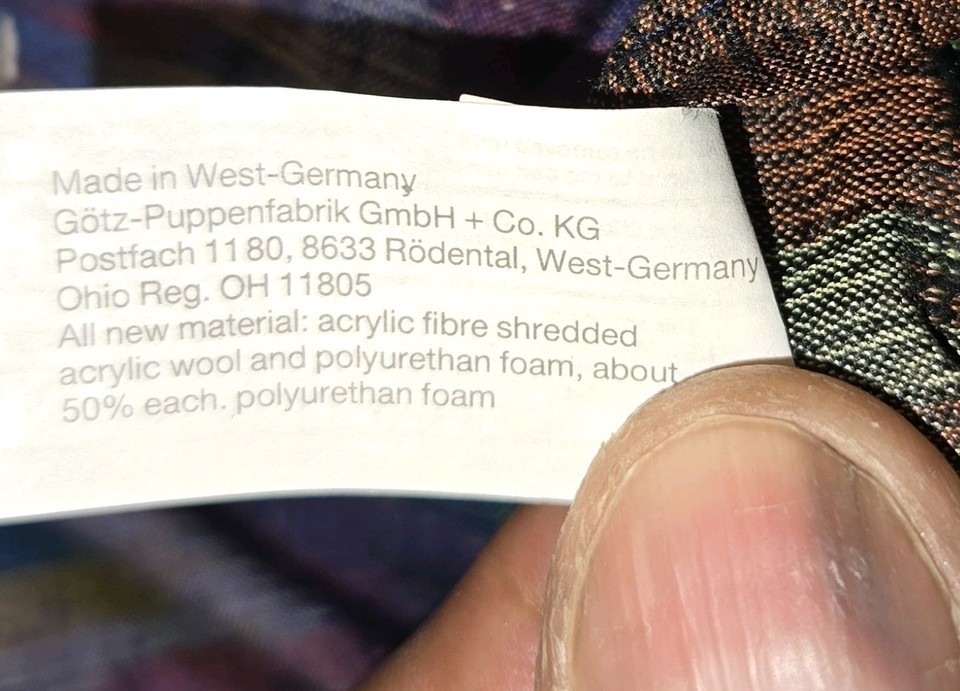 Made in West-Germany
Götz-Puppenfabrik GmbH + Co. KG
Postfach 1180, 8633 Rödental, West-Germany
Ohio Reg. OH 11805
All new material: acrylic fibre shredded
acrylic wool and polyurethan foam, about
50% each. polyurethan foam